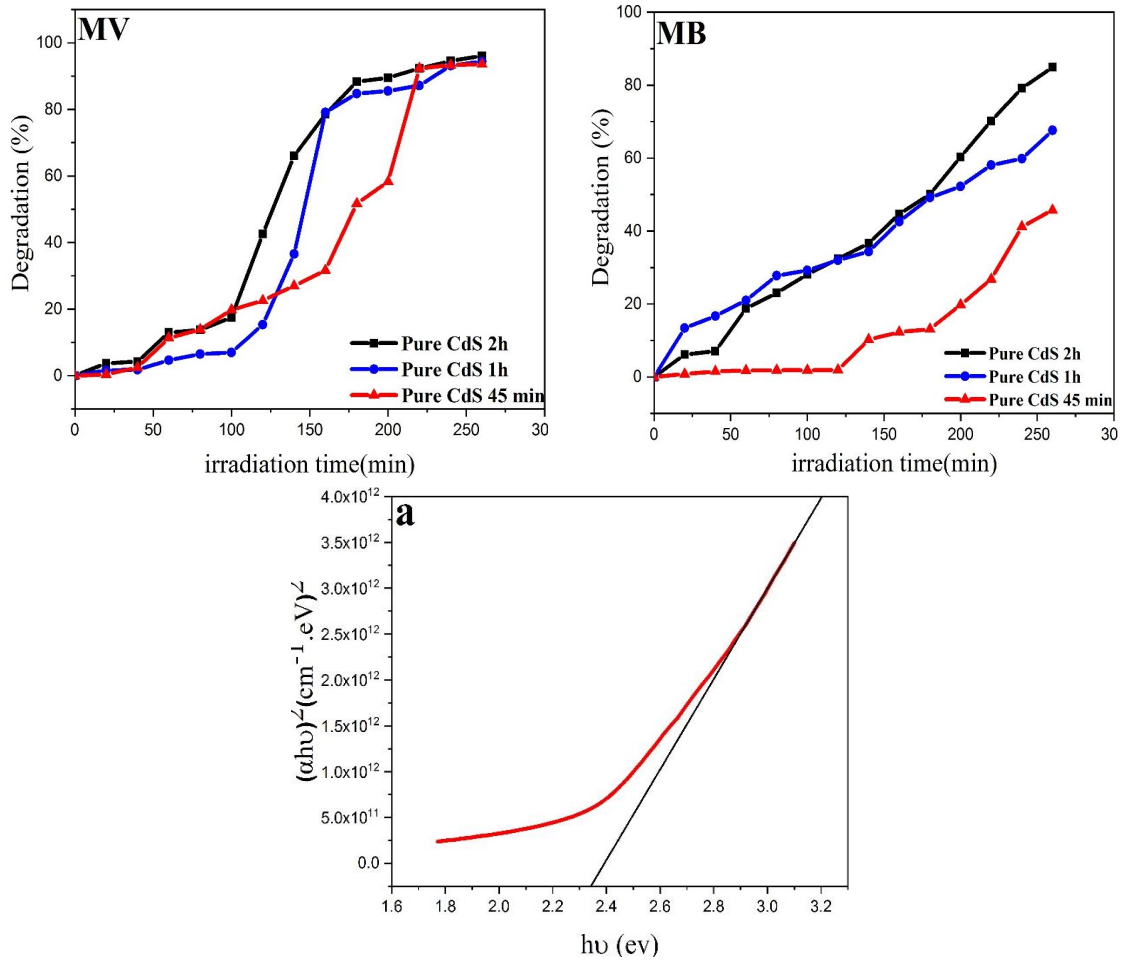 MV
Degradation (%)
100
80
60
40
20
0
Pure CdS 2h
Pure CdS 1h
Pure CdS 45 min
0 50 100 150 200 250 30
irradiation time(min)
MB
Degradation (%)
100
80
60
40
20
0
Pure CdS 2h
Pure CdS 1h
Pure CdS 45 min
0 50 100 150 200 250 30
irradiation time(min)
a
(αhυ)²(cm⁻¹.eV)²
4.0x10¹²
3.5x10¹²
3.0x10¹²
2.5x10¹²
2.0x10¹²
1.5x10¹²
1.0x10¹²
5.0x10¹¹
0.0
1.6 1.8 2.0 2.2 2.4 2.6 2.8 3.0 3.2
hυ (ev)